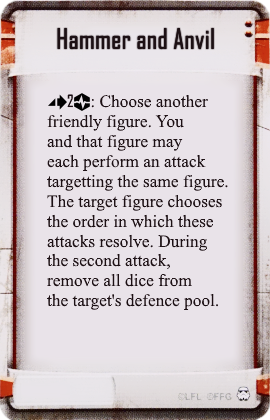 Hammer and Anvil
2: Choose another
friendly figure. You
and that figure may
each perform an attack
targetting the same figure.
The target figure chooses
the order in which these
attacks resolve. During
the second attack,
remove all dice from
the target's defence pool.
©LFL ©FFG